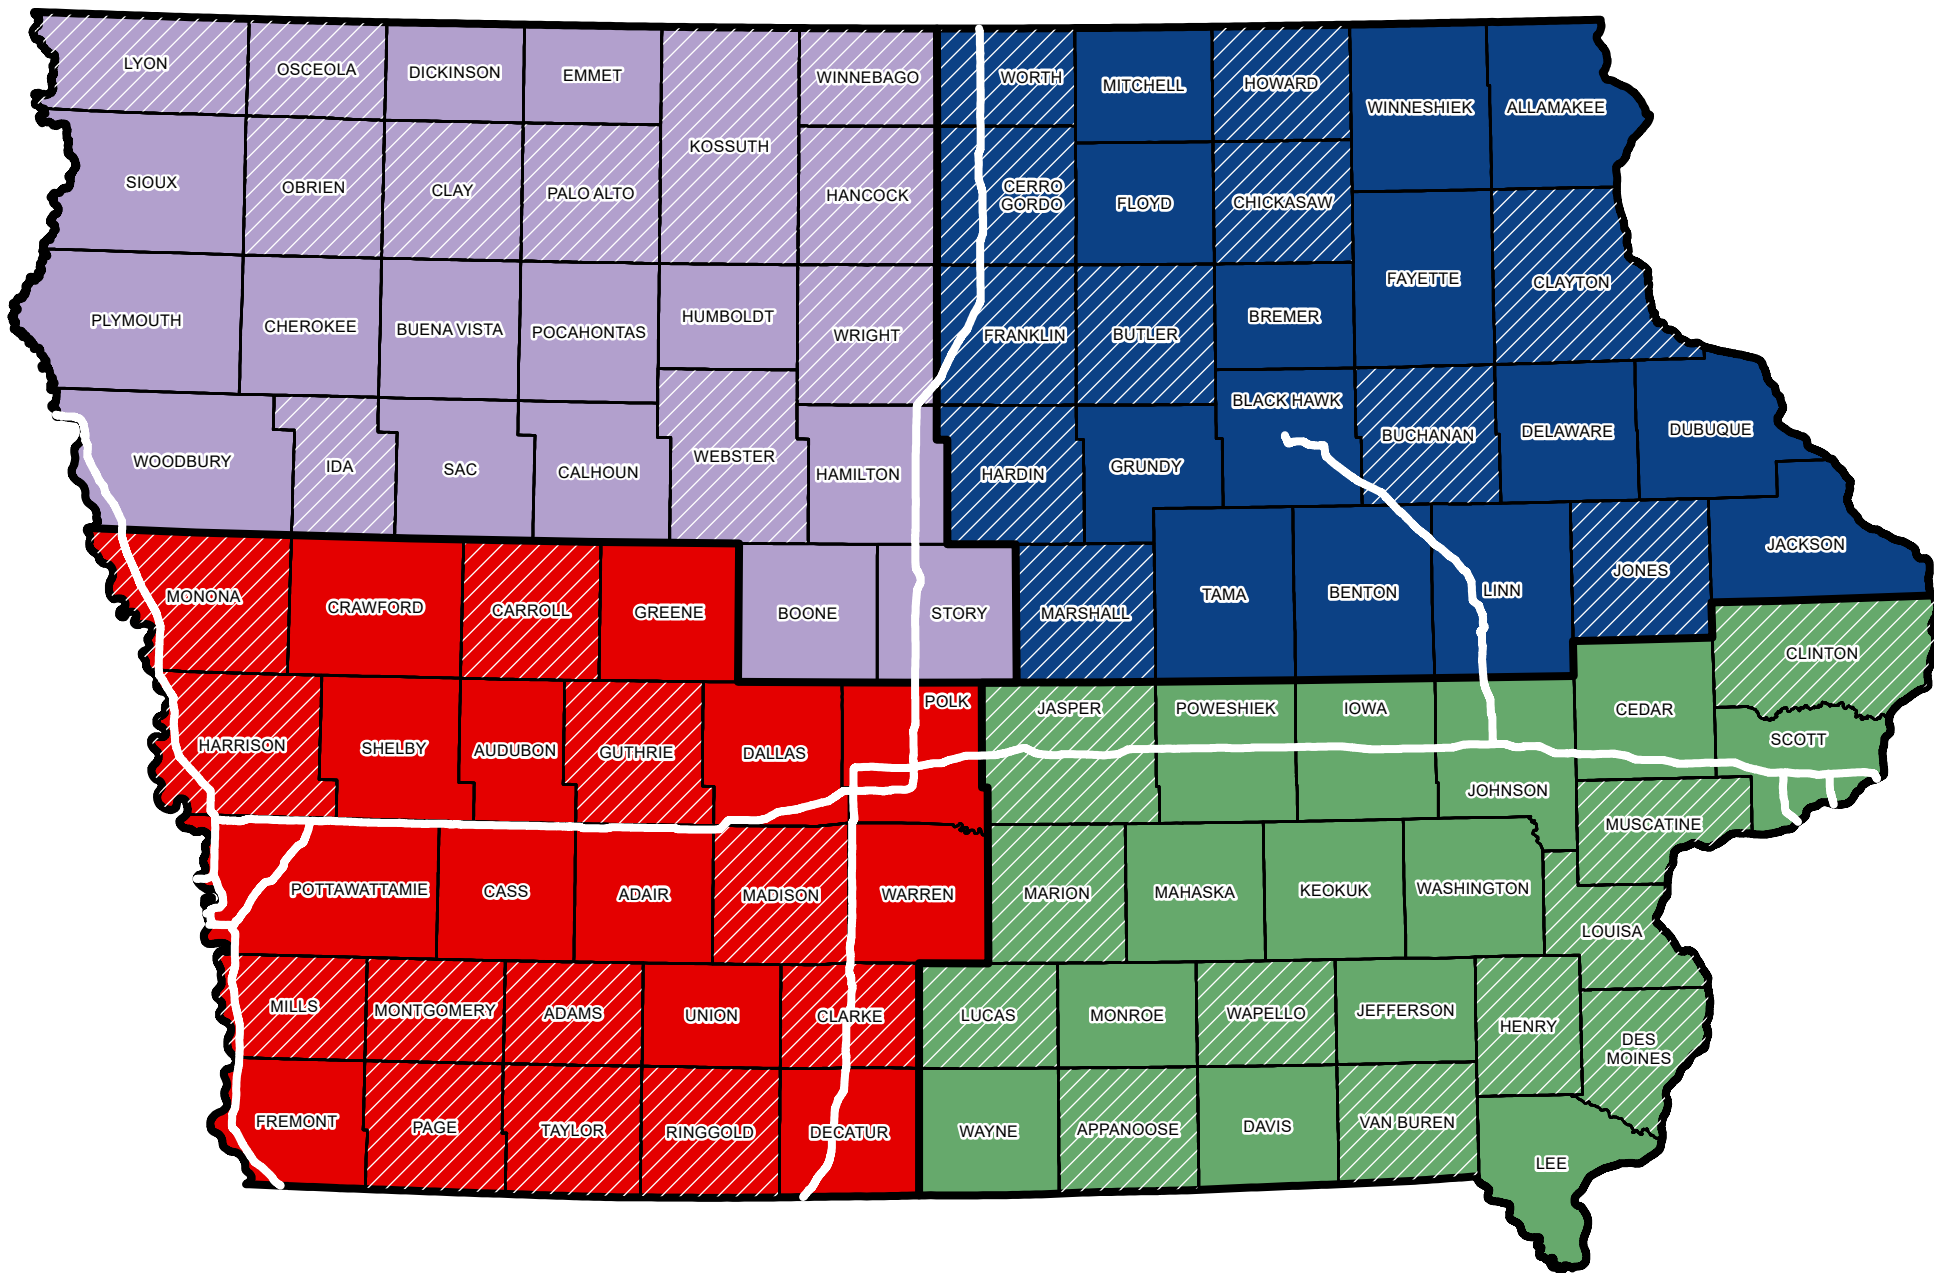 LYON
OSCEOLA
DICKINSON
EMMET
KOSSUTH
WINNEBAGO
WORTH
MITCHELL
HOWARD
WINNESHIEK
ALLAMAKEE
SIOUX
OBRIEN
CLAY
PALO ALTO
HANCOCK
CERRO
GORDO
FLOYD
CHICKASAW
PLYMOUTH
CHEROKEE
BUENA VISTA
POCAHONTAS
HUMBOLDT
WRIGHT
FRANKLIN
BUTLER
BREMER
FAYETTE
CLAYTON
WOODBURY
IDA
SAC
CALHOUN
WEBSTER
HAMILTON
HARDIN
GRUNDY
BLACK HAWK
BUCHANAN
DELAWARE
DUBUQUE
MONONA
CRAWFORD
CARROLL
GREENE
BOONE
STORY
MARSHALL
TAMA
BENTON
LINN
JONES
JACKSON
HARRISON
SHELBY
AUDUBON
GUTHRIE
DALLAS
POLK
JASPER
POWESHIEK
IOWA
JOHNSON
CEDAR
CLINTON
SCOTT
MUSCATINE
POTTAWATTAMIE
CASS
ADAIR
MADISON
WARREN
MARION
MAHASKA
KEOKUK
WASHINGTON
LOUISA
MILLS
MONTGOMERY
ADAMS
UNION
CLARKE
LUCAS
MONROE
WAPELLO
JEFFERSON
HENRY
DES
MOINES
FREMONT
PAGE
TAYLOR
RINGGOLD
DECATUR
WAYNE
APPANOOSE
DAVIS
VAN BUREN
LEE